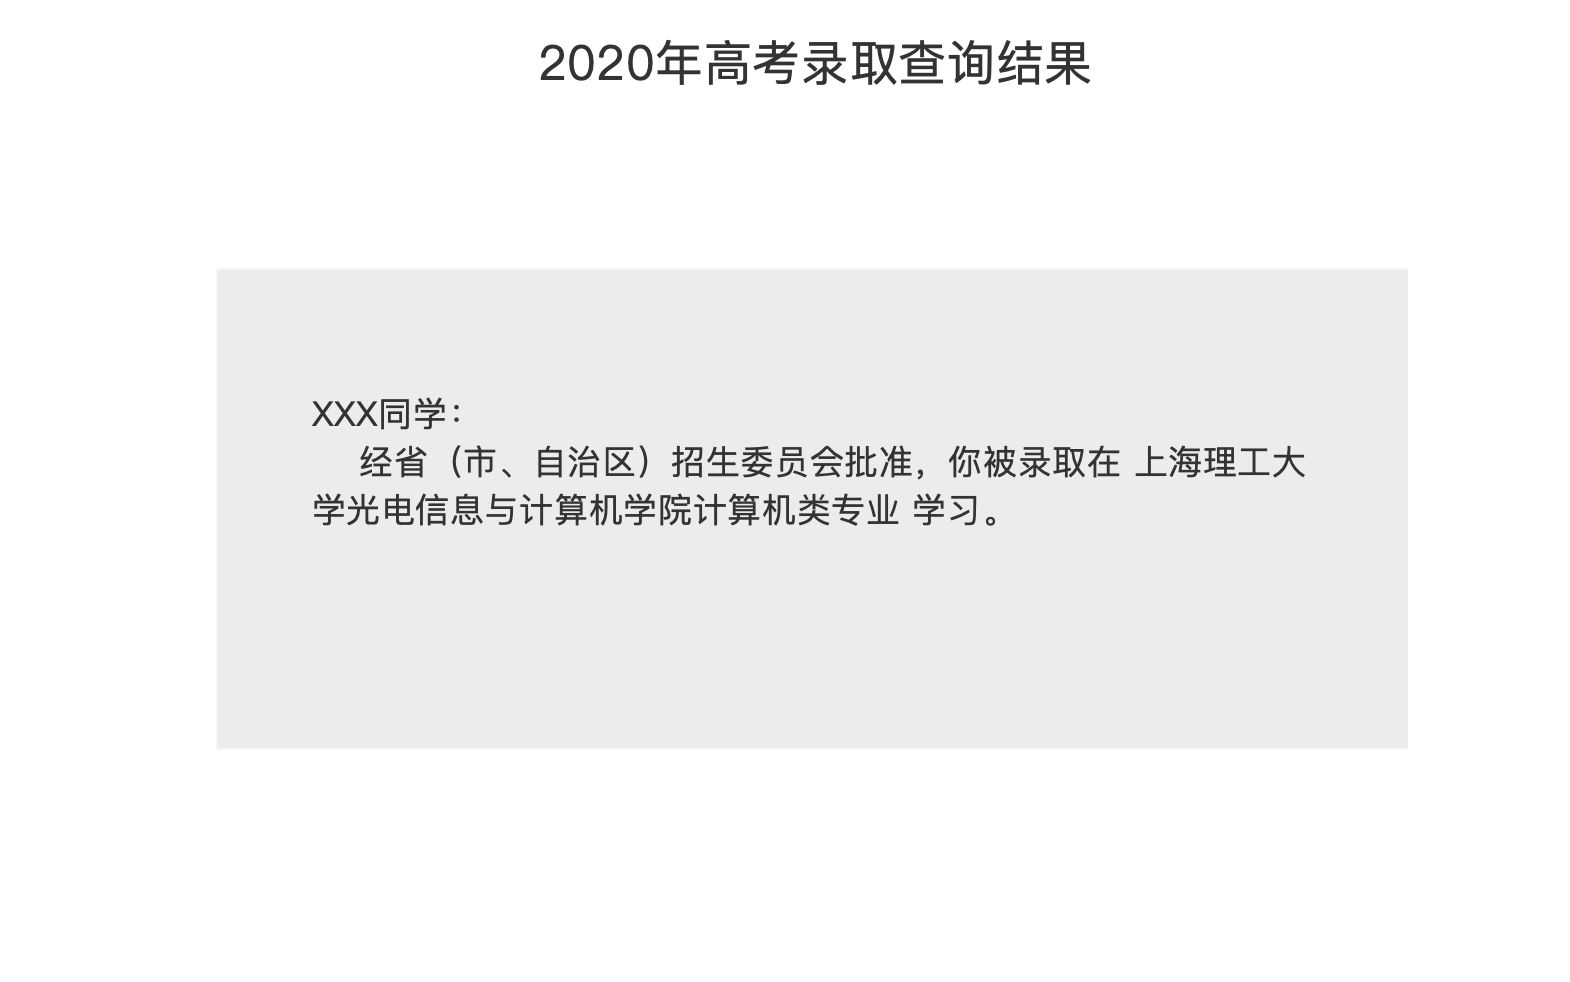 2020年高考录取查询结果
XXX同学：
经省（市、自治区）招生委员会批准，你被录取在 上海理工大
学光电信息与计算机学院计算机类专业 学习。